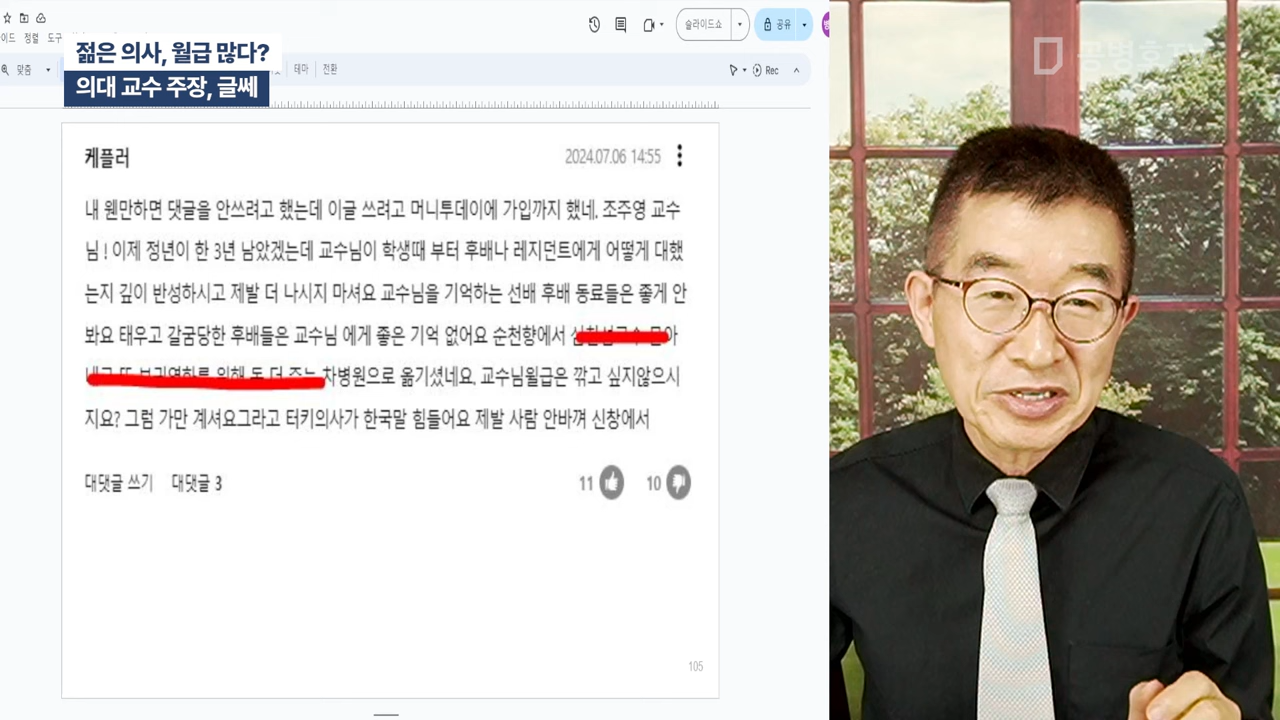 이드 정렬 도구
슬라이드쇼
공유
젊은 의사, 월급 많다?
의대 교수 주장, 글쎄
맞춤
테마
전환
Rec
공병호TV
케플러
2024.07.06 14:55
내 웬만하면 댓글을 안쓰려고 했는데 이글 쓰려고 머니투데이에 가입까지 했네. 조주영 교수
님 ! 이제 정년이 한 3년 남았겠는데 교수님이 학생때 부터 후배나 레지던트에게 어떻게 대했
는지 깊이 반성하시고 제발 더 나시지 마셔요 교수님을 기억하는 선배 후배 동료들은 좋게 안
봐요 태우고 갈굼당한 후배들은 교수님 에게 좋은 기억 없어요 순천향에서
차병원으로 옮기셨네요. 교수님월급은 깎고 싶지않으시
지요? 그럼 가만 계셔요그라고 터키의사가 한국말 힘들어요 제발 사람 안바껴 신창에서
대댓글 쓰기 대댓글 3
11 10
105